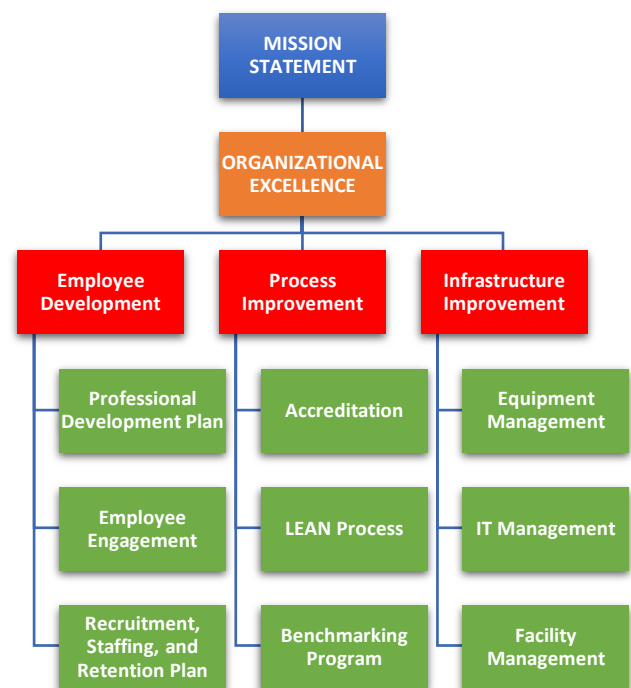 MISSION
STATEMENT
ORGANIZATIONAL
EXCELLENCE
Employee
Development
Process
Improvement
Infrastructure
Improvement
Professional
Development Plan
Accreditation
Equipment
Management
Employee
Engagement
LEAN Process
IT Management
Recruitment,
Staffing, and
Retention Plan
Benchmarking
Program
Facility
Management